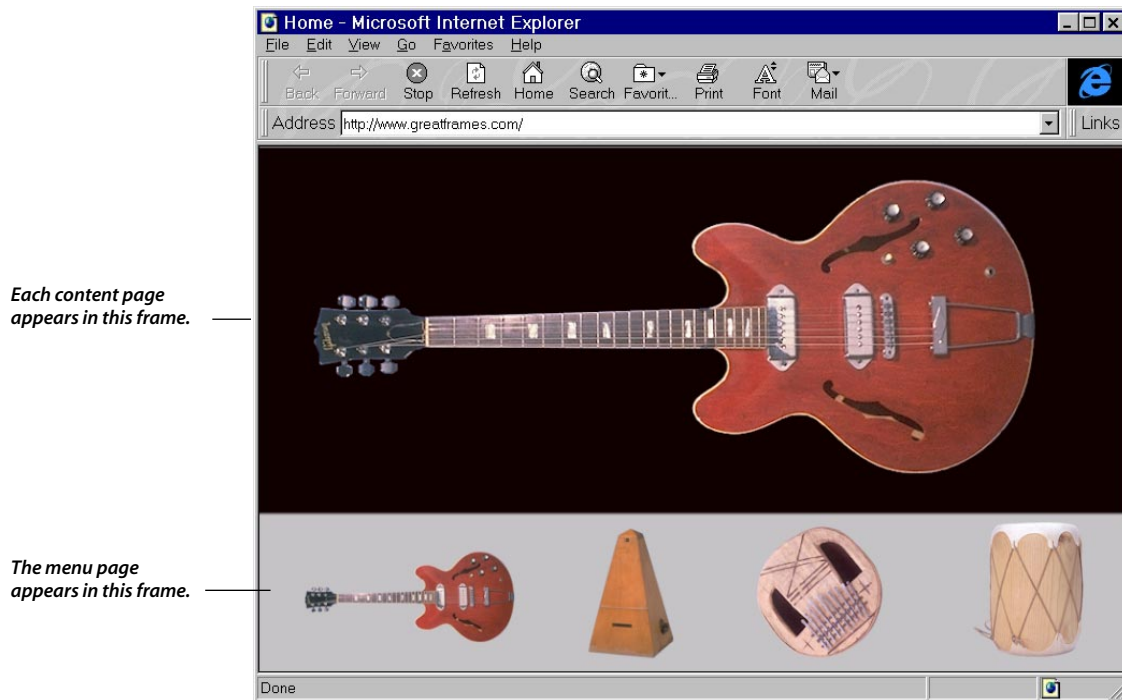 Home - Microsoft Internet Explorer
File Edit View Go Favorites Help
Back Forward Stop Refresh Home Search Favorit... Print Font Mail
Address http://www.greatframes.com/ Links
Each content page
appears in this frame.
Gibson
The menu page
appears in this frame.
Done